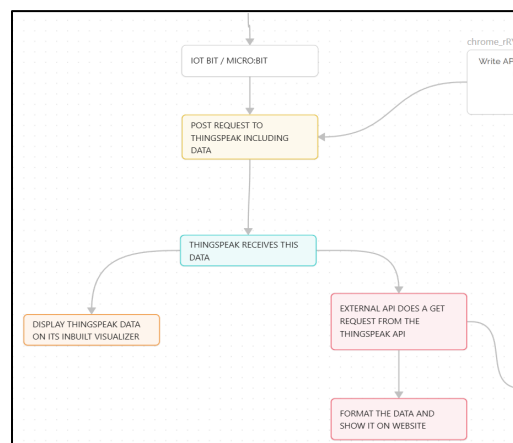 chrome_rR
IOT BIT / MICRO:BIT
Write AP
POST REQUEST TO
THINGSPEAK INCLUDING
DATA
THINGSPEAK RECEIVES THIS
DATA
DISPLAY THINGSPEAK DATA
ON ITS INBUILT VISUALIZER
EXTERNAL API DOES A GET
REQUEST FROM THE
THINGSPEAK API
FORMAT THE DATA AND
SHOW IT ON WEBSITE